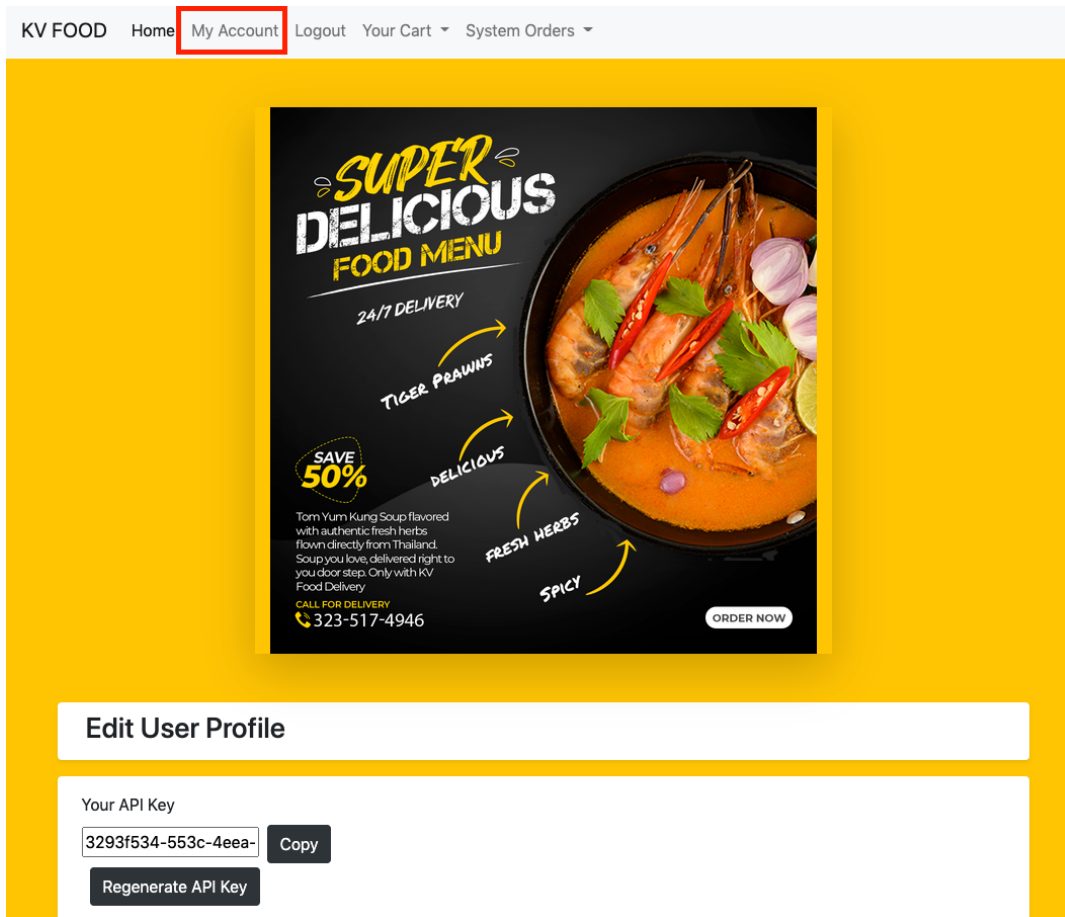 KV FOOD Home My Account Logout Your Cart System Orders
SUPER
DELICIOUS
FOOD MENU
24/7 DELIVERY
TIGER PRAWNS
DELICIOUS
FRESH HERBS
SPICY
SAVE
50%
Tom Yum Kung Soup flavored
with authentic fresh herbs
flown directly from Thailand.
Soup you love, delivered right to
you door step. Only with KV
Food Delivery
CALL FOR DELIVERY
323-517-4946
ORDER NOW
Edit User Profile
Your API Key
3293f534-553c-4eea- Copy
Regenerate API Key